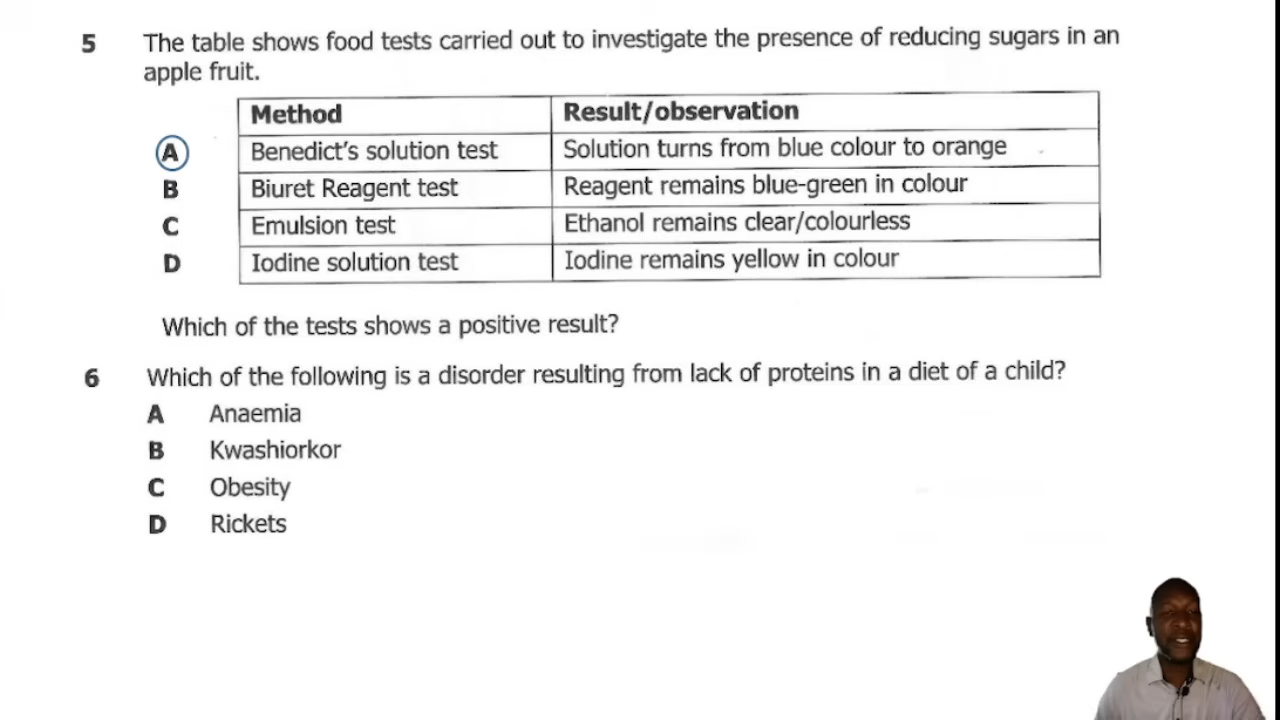 5 The table shows food tests carried out to investigate the presence of reducing sugars in an
apple fruit.
Method Result/observation
A Benedict's solution test Solution turns from blue colour to orange
B Biuret Reagent test Reagent remains blue-green in colour
C Emulsion test Ethanol remains clear/colourless
D Iodine solution test Iodine remains yellow in colour
Which of the tests shows a positive result?
6 Which of the following is a disorder resulting from lack of proteins in a diet of a child?
A Anaemia
B Kwashiorkor
C Obesity
D Rickets